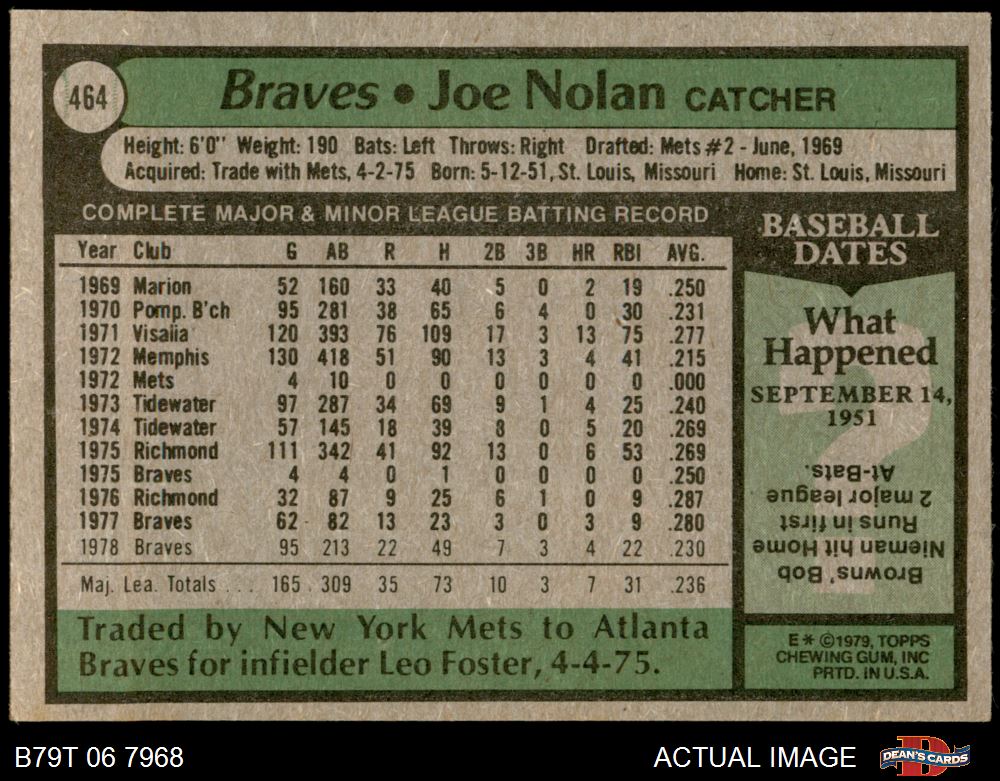 464
Braves • Joe Nolan CATCHER
Height: 6'0" Weight: 190 Bats: Left Throws: Right Drafted: Mets #2 - June, 1969
Acquired: Trade with Mets, 4-2-75 Born: 5-12-51, St. Louis, Missouri Home: St. Louis, Missouri
COMPLETE MAJOR & MINOR LEAGUE BATTING RECORD
Year Club G AB R H 2B 3B HR RBI AVG.
1969 Marion 52 160 33 40 5 0 2 19 .250
1970 Pomp. B'ch 95 281 38 65 6 4 0 30 .231
1971 Visalia 120 393 76 109 17 3 13 75 .277
1972 Memphis 130 418 51 90 13 3 4 41 .215
1972 Mets 4 10 0 0 0 0 0 0 .000
1973 Tidewater 97 287 34 69 9 1 4 25 .240
1974 Tidewater 57 145 18 39 8 0 5 20 .269
1975 Richmond 111 342 41 92 13 0 6 53 .269
1975 Braves 4 4 0 1 0 0 0 0 .250
1976 Richmond 32 87 9 25 6 1 0 9 .287
1977 Braves 62 82 13 23 3 0 3 9 .280
1978 Braves 95 213 22 49 7 3 4 22 .230
Maj. Lea. Totals . . . 165 309 35 73 10 3 7 31 .236
Traded by New York Mets to Atlanta
Braves for infielder Leo Foster, 4-4-75.
BASEBALL
DATES
What
Happened
SEPTEMBER 14,
1951
Browns' Bob
Nieman hit Home
Runs in first
2 major league
At-Bats.
E* ©1979, TOPPS
CHEWING GUM, INC
PRTD. IN U.S.A.
B79T 06 7968
ACTUAL IMAGE
DEAN'S CARDS